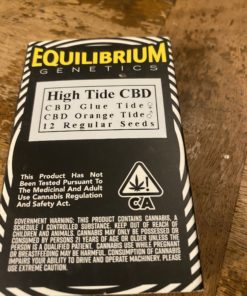 EQUILIBRIUM
GENETICS
High Tide CBD
CBD Glue Tide♀
CBD Orange Tide♂
12 Regular Seeds
This Product Has Not
Been Tested Pursuant To
The Medicinal And Adult
Use Cannabis Regulation
And Safety Act.
!
CA
GOVERNMENT WARNING: THIS PRODUCT CONTAINS CANNABIS, A
SCHEDULE I CONTROLLED SUBSTANCE. KEEP OUT OF REACH OF
CHILDREN AND ANIMALS. CANNABIS MAY ONLY BE POSSESSED OR
CONSUMED BY PERSONS 21 YEARS OF AGE OR OLDER UNLESS THE
PERSON IS A QUALIFIED PATIENT. CANNABIS USE WHILE PREGNANT
OR BREASTFEEDING MAY BE HARMFUL. CONSUMPTION OF CANNABIS
IMPAIRS YOUR ABILITY TO DRIVE AND OPERATE MACHINERY. PLEASE
USE EXTREME CAUTION.